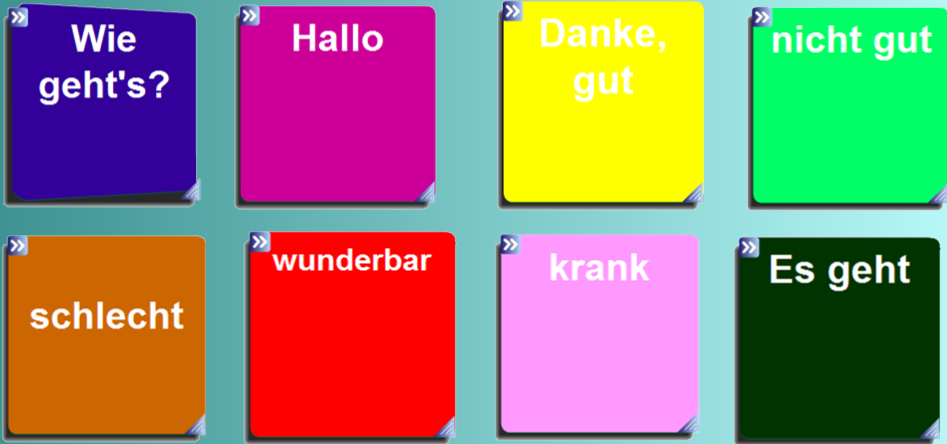 Wie
geht's?
Hallo
Danke,
gut
nicht gut
schlecht
wunderbar
krank
Es geht